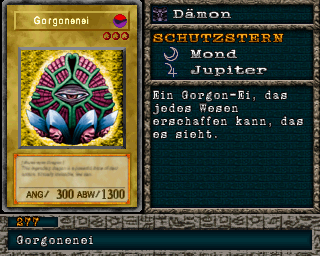 Gorgonenei
ANG/ 300 ABW/1300
Dämon
SCHUTZSTERN
Mond
Jupiter
Ein Gorgon-Ei, das
jedes Wesen
erschaffen kann, das
es sieht.
277
Gorgonenei